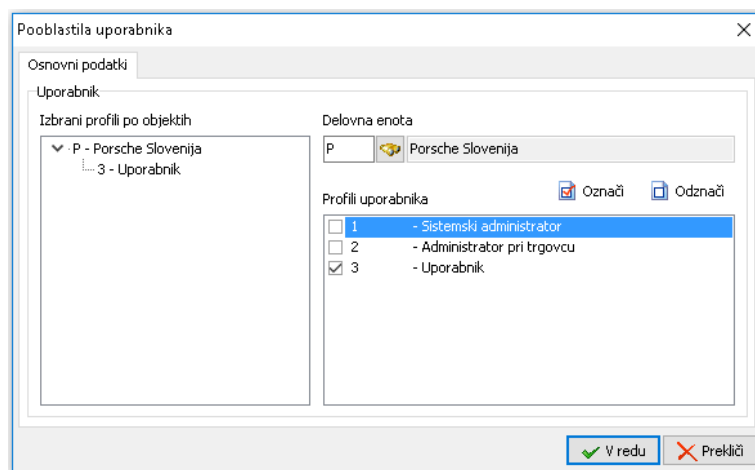 Pooblastila uporabnika
Osnovni podatki
Uporabnik
Izbrani profili po objektih
P - Porsche Slovenija
3 - Uporabnik
Delovna enota
P Porsche Slovenija
Profili uporabnika
Označi Odznači
1 - Sistemski administrator
2 - Administrator pri trgovcu
3 - Uporabnik
V redu Prekliči